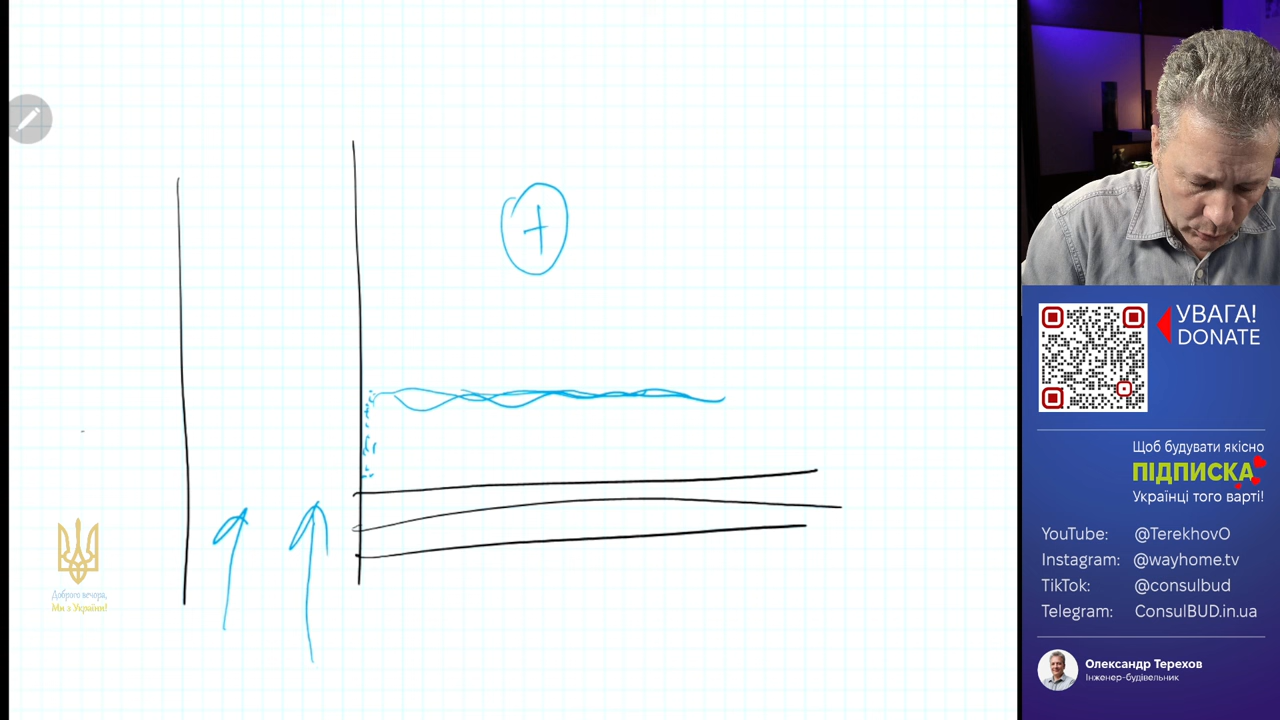 +
Доброго вечора,
Ми з України!
УВАГА!
DONATE
Щоб будувати якісно
ПІДПИСКА
Українці того варті!
YouTube: @TerekhovO
Instagram: @wayhome.tv
TikTok: @consulbud
Telegram: ConsulBUD.in.ua
Олександр Терехов
Інженер-будівельник